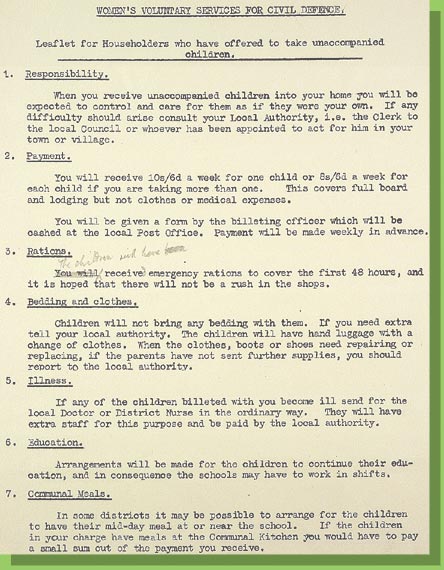 WOMEN'S VOLUNTARY SERVICES FOR CIVIL DEFENCE.
Leaflet for Householders who have offered to take unaccompanied
children.
1. Responsibility.
When you receive unaccompanied children into your home you will be
expected to control and care for them as if they were your own. If any
difficulty should arise consult your Local Authority, i.e. the Clerk to
the local Council or whoever has been appointed to act for him in your
town or village.
2. Payment.
You will receive 10s/6d a week for one child or 8s/6d a week for
each child if you are taking more than one. This covers full board
and lodging but not clothes or medical expenses.
You will be given a form by the billeting officer which will be
cashed at the local Post Office. Payment will be made weekly in advance.
3. Rations.
The children will have
You will receive emergency rations to cover the first 48 hours, and
it is hoped that there will not be a rush in the shops.
4. Bedding and clothes.
Children will not bring any bedding with them. If you need extra
tell your local authority. The children will have hand luggage with a
change of clothes. When the clothes, boots or shoes need repairing or
replacing, if the parents have not sent further supplies, you should
report to the local authority.
5. Illness.
If any of the children billeted with you become ill send for the
local Doctor or District Nurse in the ordinary way. They will have
extra staff for this purpose and be paid by the local authority.
6. Education.
Arrangements will be made for the children to continue their edu-
cation, and in consequence the schools may have to work in shifts.
7. Communal Meals.
In some districts it may be possible to arrange for the children
to have their mid-day meal at or near the school. If the children
in your charge have meals at the Communal Kitchen you would have to pay
a small sum out of the payment you receive.